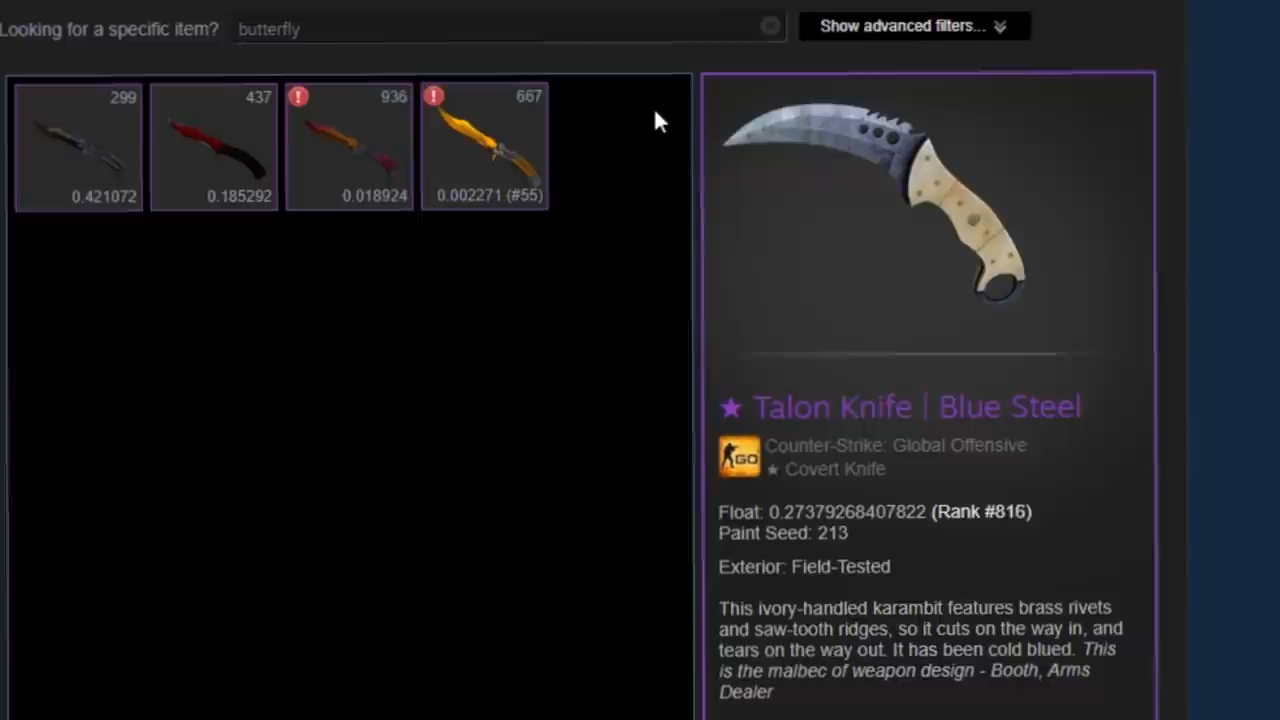 Looking for a specific item?
butterfly
Show advanced filters...
299
0.421072
437
0.185292
! 936
0.018924
! 667
0.002271 (#55)
★ Talon Knife | Blue Steel
GO
Counter-Strike: Global Offensive
★ Covert Knife
Float: 0.27379268407822 (Rank #816)
Paint Seed: 213
Exterior: Field-Tested
This ivory-handled karambit features brass rivets
and saw-tooth ridges, so it cuts on the way in, and
tears on the way out. It has been cold blued. This
is the malbec of weapon design - Booth, Arms
Dealer